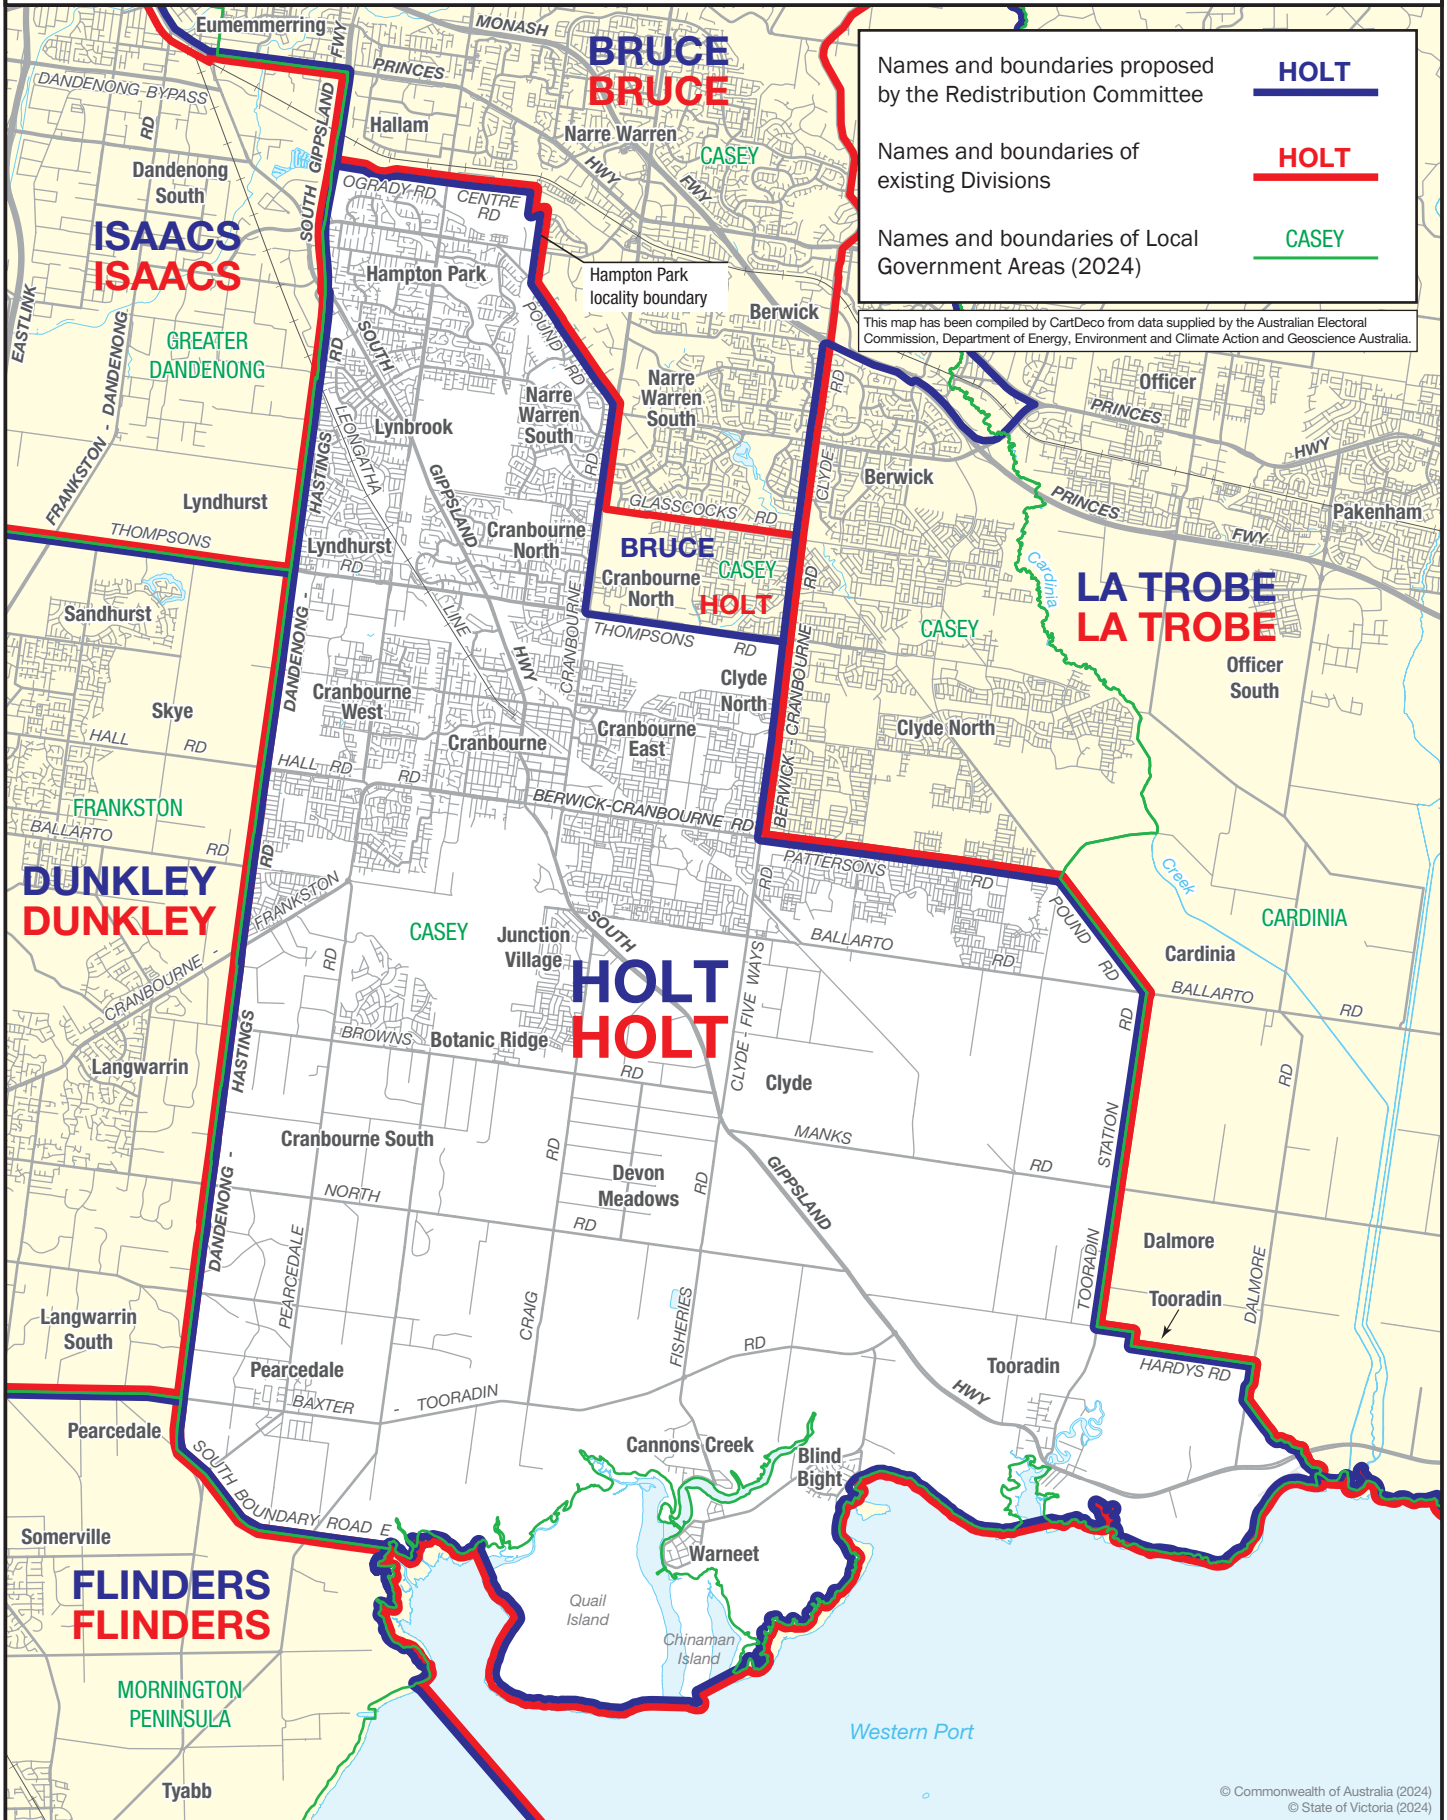 Eumemmerring
FWY
MONASH
PRINCES
BRUCE
BRUCE
Names and boundaries proposed
by the Redistribution Committee
HOLT
Names and boundaries of
existing Divisions
HOLT
Names and boundaries of Local
Government Areas (2024)
CASEY
This map has been compiled by CartDeco from data supplied by the Australian Electoral
Commission, Department of Energy, Environment and Climate Action and Geoscience Australia.
DANDENONG BYPASS
RD
Hallam
Narre Warren
CASEY
HWY
FWY
Dandenong
South
SOUTH GIPPSLAND
OGRADY RD
CENTRE
RD
ISAACS
ISAACS
Hampton Park
Hampton Park
locality boundary
EASTLINK
GREATER
DANDENONG
FRANKSTON - DANDENONG
RD
SOUTH
POUND
RD
Berwick
Narre
Warren
South
Narre
Warren
South
RD
Officer
PRINCES
HWY
Lynbrook
LEONGATHA
HASTINGS
GIPPSLAND
RD
CLYDE
Berwick
PRINCES
FWY
Pakenham
Lyndhurst
THOMPSONS
GLASSCOCKS RD
Lyndhurst
RD
Cranbourne
North
BRUCE
CASEY
Cranbourne
North
HOLT
RD
Cardinia
LA TROBE
LA TROBE
Sandhurst
LINE
CRANBOURNE
THOMPSONS
RD
CASEY
Officer
South
DANDENONG -
HWY
Skye
Cranbourne
West
Clyde
North
BERWICK - CRANBOURNE
HALL
RD
Cranbourne
Cranbourne
East
Clyde North
HALL RD
RD
BERWICK-CRANBOURNE RD
FRANKSTON
BALLARTO
RD
RD
PATTERSONS
RD
RD
Creek
DUNKLEY
DUNKLEY
FRANKSTON
CRANBOURNE -
CASEY
RD
Junction
Village
SOUTH
BALLARTO
RD
POUND
RD
CARDINIA
Cardinia
HOLT
HOLT
CLYDE - FIVE WAYS
BALLARTO
RD
RD
HASTINGS
BROWNS
Botanic Ridge
RD
Langwarrin
Clyde
RD
Cranbourne South
RD
MANKS
RD
STATION
DANDENONG -
NORTH
RD
Devon
Meadows
RD
GIPPSLAND
PEARCEDALE
Dalmore
TOORADIN
DALMORE
Tooradin
Langwarrin
South
CRAIG
FISHERIES
RD
Pearcedale
Tooradin
HARDYS RD
BAXTER
- TOORADIN
HWY
Pearcedale
SOUTH BOUNDARY ROAD E
Cannons Creek
Blind
Bight
Somerville
Warneet
FLINDERS
FLINDERS
Quail
Island
Chinaman
Island
MORNINGTON
PENINSULA
Western Port
Tyabb
© Commonwealth of Australia (2024)
© State of Victoria (2024)